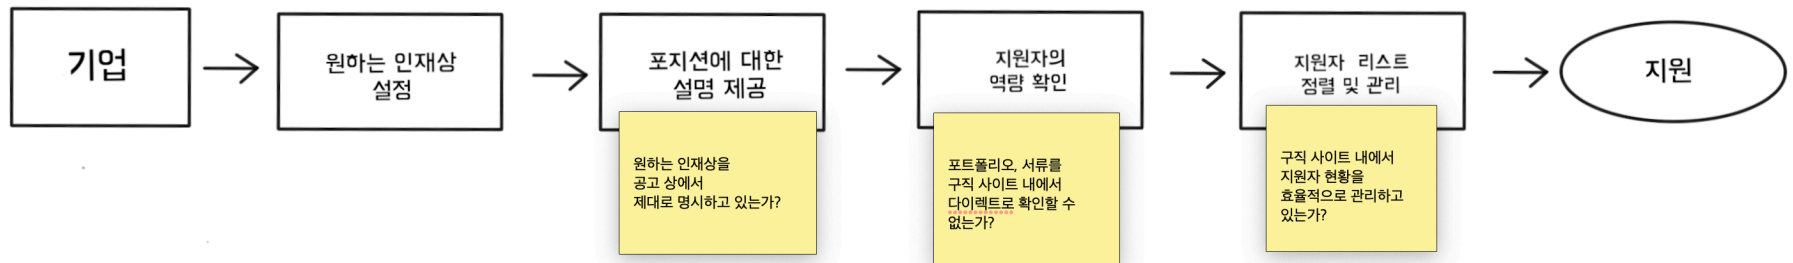 기업
원하는 인재상
설정
포지션에 대한
설명 제공
지원자의
역량 확인
지원자 리스트
정렬 및 관리
지원
원하는 인재상을
공고 상에서
제대로 명시하고 있는가?
포트폴리오, 서류를
구직 사이트 내에서
다이렉트로 확인할 수
없는가?
구직 사이트 내에서
지원자 현황을
효율적으로 관리하고
있는가?